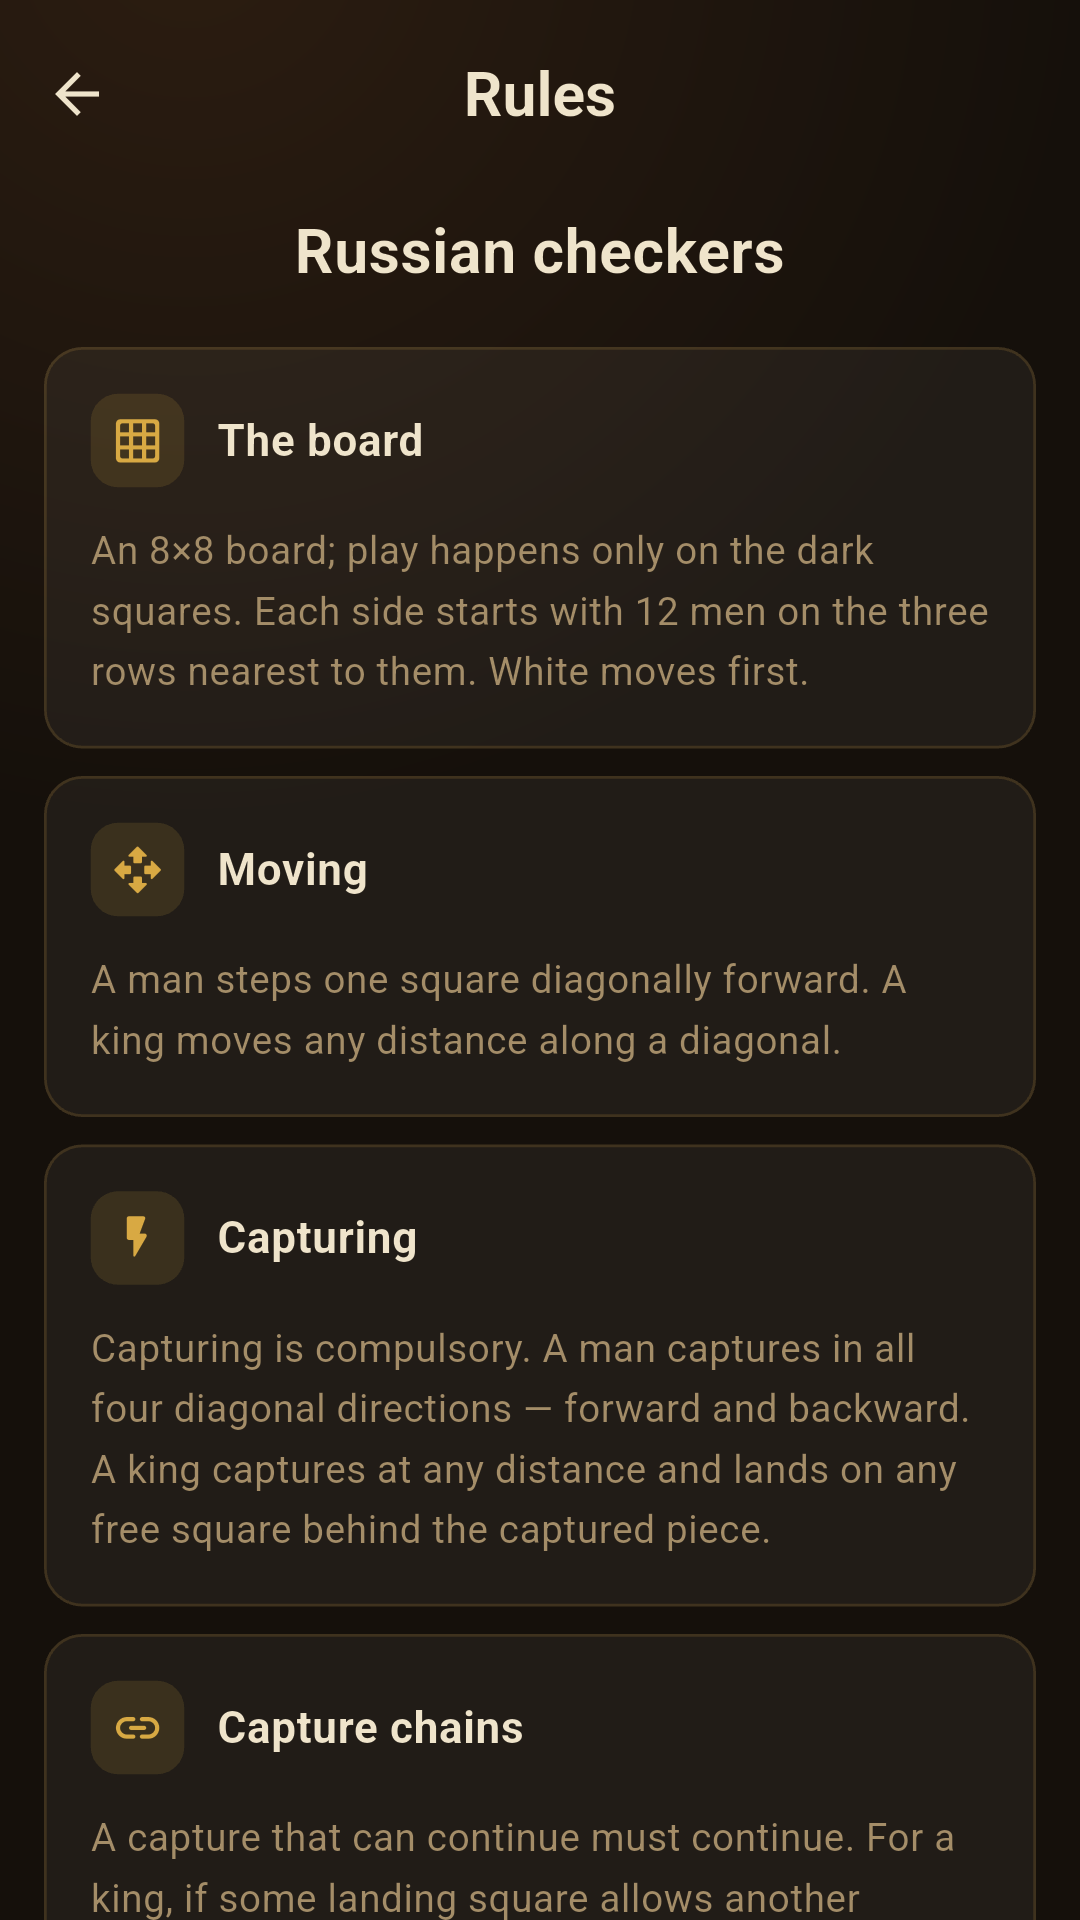 Rules
Russian checkers
The board
An 8×8 board; play happens only on the dark
squares. Each side starts with 12 men on the three
rows nearest to them. White moves first.
Moving
A man steps one square diagonally forward. A
king moves any distance along a diagonal.
Capturing
Capturing is compulsory. A man captures in all
four diagonal directions — forward and backward.
A king captures at any distance and lands on any
free square behind the captured piece.
Capture chains
A capture that can continue must continue. For a
king, if some landing square allows another